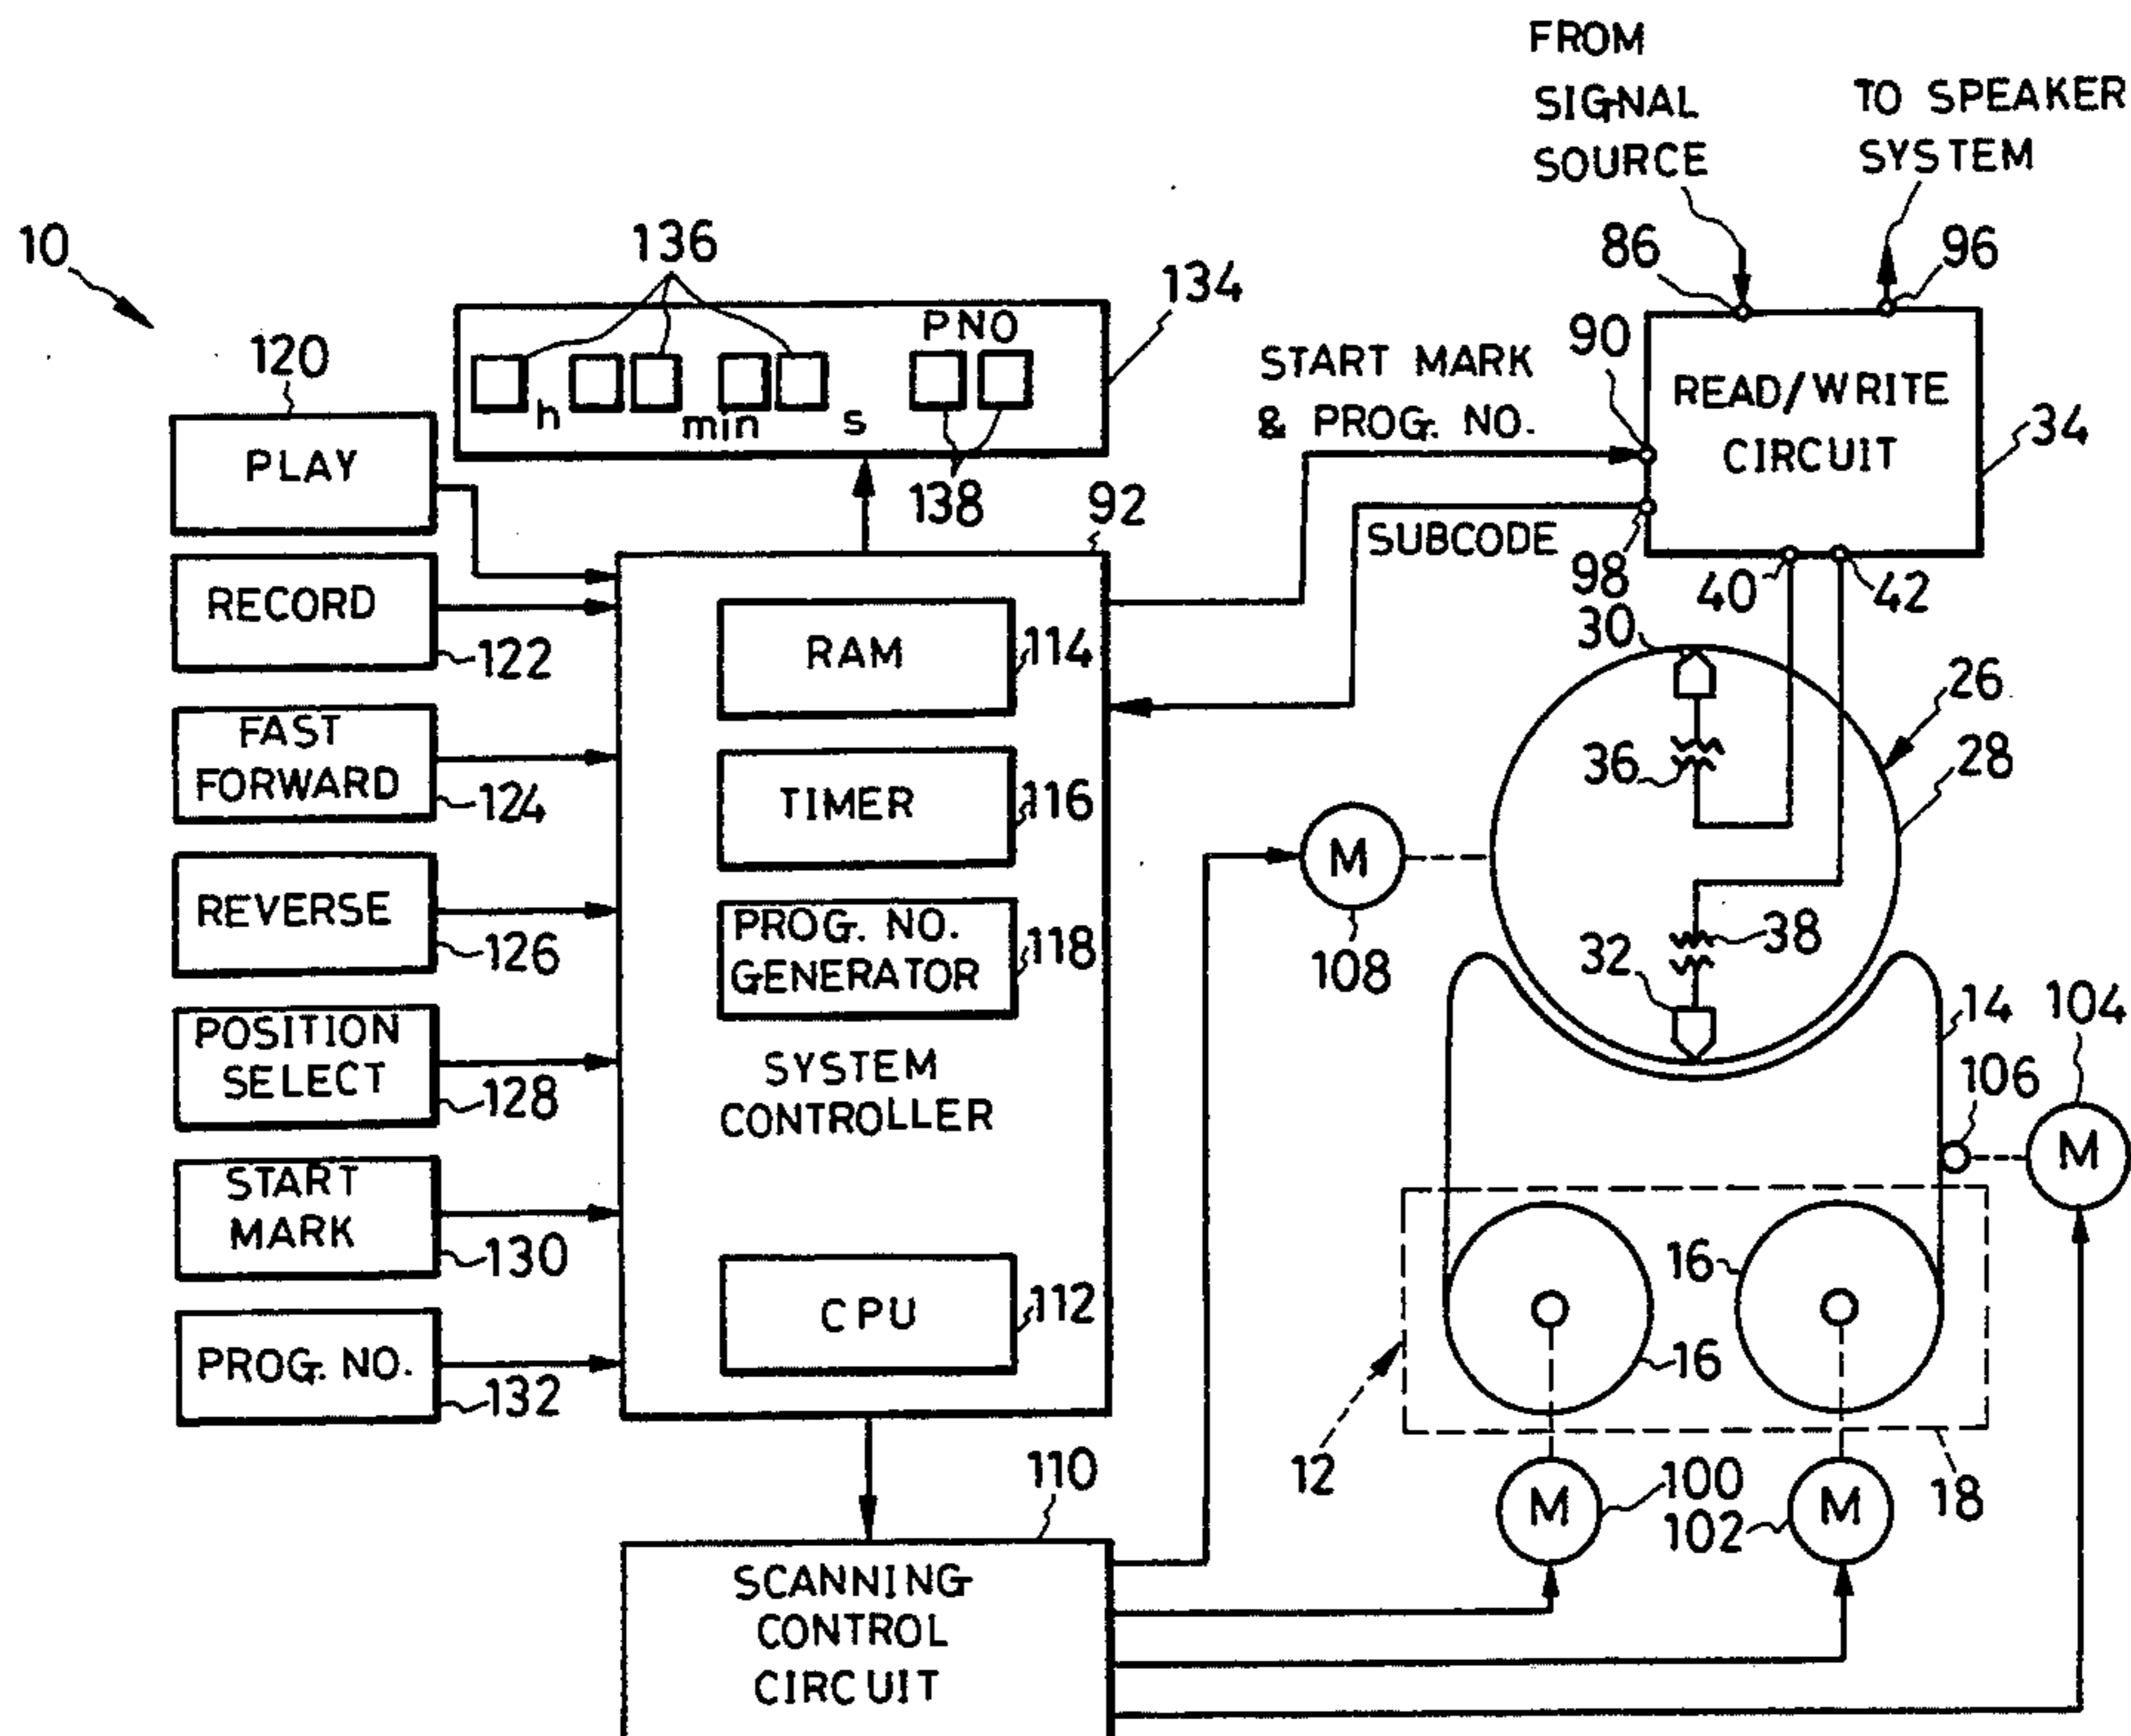 FROM
SIGNAL
SOURCE
TO SPEAKER
SYSTEM
10
136
134
86
96
PNO
h
min
s
138
120
PLAY
RECORD
122
FAST
FORWARD
124
REVERSE
126
POSITION
SELECT
128
START
MARK
130
PROG. NO.
132
92
RAM
114
TIMER
116
PROG. NO.
GENERATOR
118
SYSTEM
CONTROLLER
CPU
112
START MARK
& PROG. NO.
90
SUBCODE
98
READ/WRITE
CIRCUIT
34
40
42
30
26
28
36
38
32
M
108
14
104
106
M
16
16
12
18
M
100
102
M
110
SCANNING
CONTROL
CIRCUIT